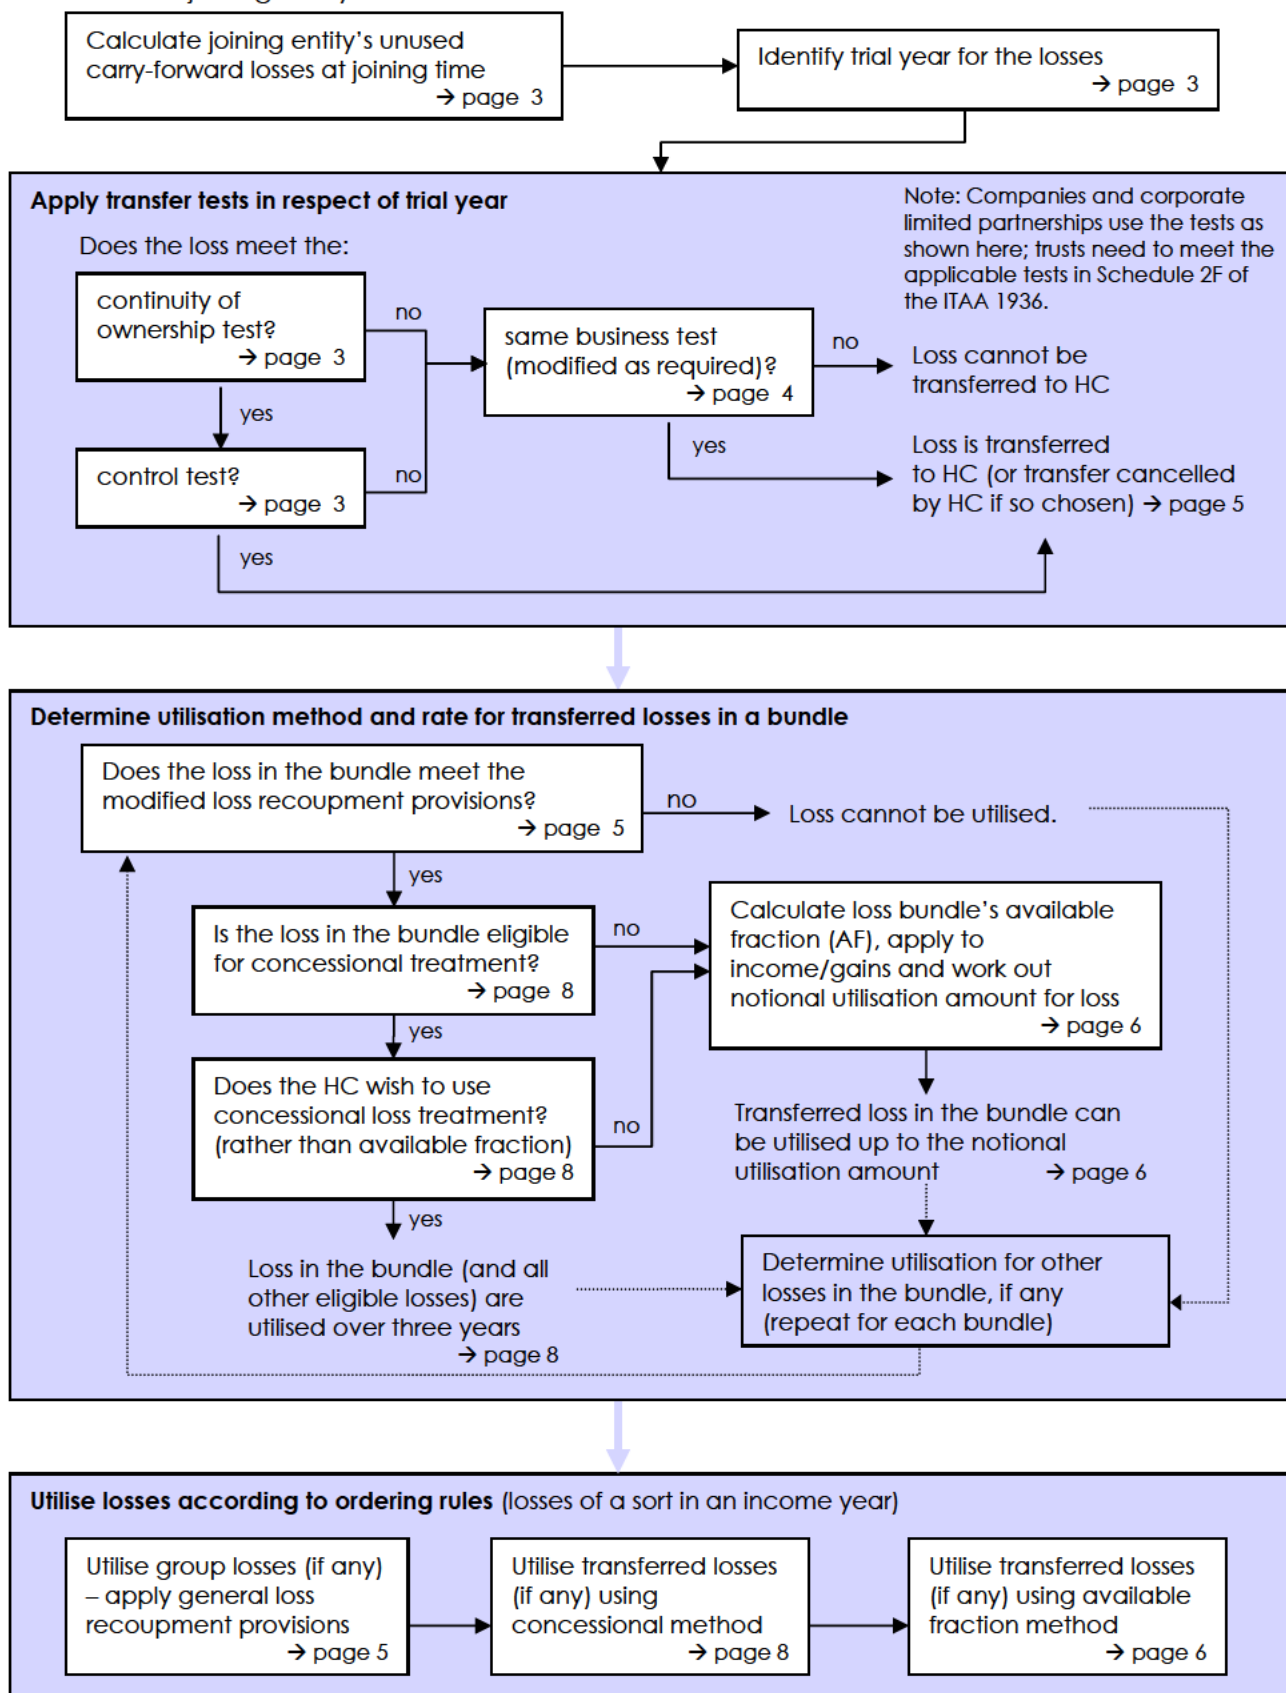 Calculate joining entity's unused
carry-forward losses at joining time
→ page 3
Identify trial year for the losses
→ page 3
Apply transfer tests in respect of trial year
Note: Companies and corporate
limited partnerships use the tests as
shown here; trusts need to meet the
applicable tests in Schedule 2F of
the ITAA 1936.
Does the loss meet the:
continuity of
ownership test?
→ page 3
no
same business test
(modified as required)?
→ page 4
no
Loss cannot be
transferred to HC
yes
control test?
→ page 3
no
yes
Loss is transferred
to HC (or transfer cancelled
by HC if so chosen) → page 5
yes
Determine utilisation method and rate for transferred losses in a bundle
Does the loss in the bundle meet the
modified loss recoupment provisions?
→ page 5
no
Loss cannot be utilised.
yes
Is the loss in the bundle eligible
for concessional treatment?
→ page 8
no
Calculate loss bundle's available
fraction (AF), apply to
income/gains and work out
notional utilisation amount for loss
→ page 6
yes
Does the HC wish to use
concessional loss treatment?
(rather than available fraction)
→ page 8
no
Transferred loss in the bundle can
be utilised up to the notional
utilisation amount → page 6
yes
Loss in the bundle (and all
other eligible losses) are
utilised over three years
→ page 8
Determine utilisation for other
losses in the bundle, if any
(repeat for each bundle)
Utilise losses according to ordering rules (losses of a sort in an income year)
Utilise group losses (if any)
– apply general loss
recoupment provisions
→ page 5
Utilise transferred losses
(if any) using
concessional method
→ page 8
Utilise transferred losses
(if any) using available
fraction method
→ page 6